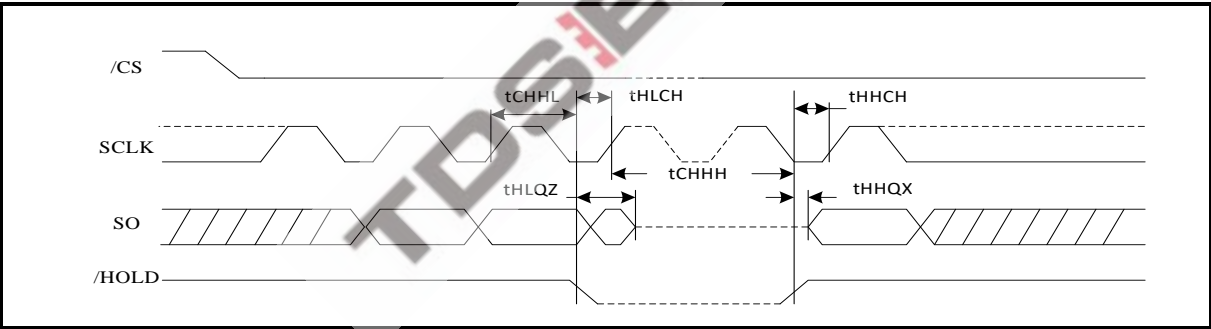 /CS
tCHHL tHLCH tHHCH
SCLK
tCHHH
tHLQZ tHHQX
SO
/HOLD